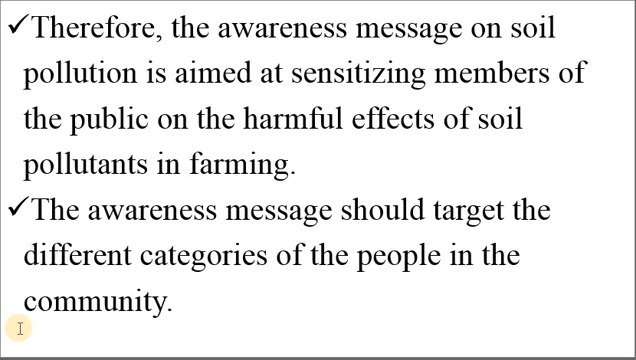 ✓Therefore, the awareness message on soil
pollution is aimed at sensitizing members of
the public on the harmful effects of soil
pollutants in farming.
✓The awareness message should target the
different categories of the people in the
community.